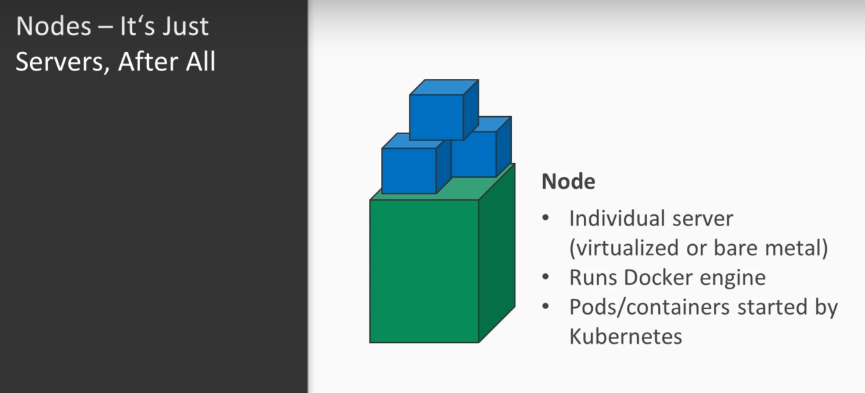 Nodes – It‘s Just
Servers, After All
Node
• Individual server
(virtualized or bare metal)
• Runs Docker engine
• Pods/containers started by
Kubernetes